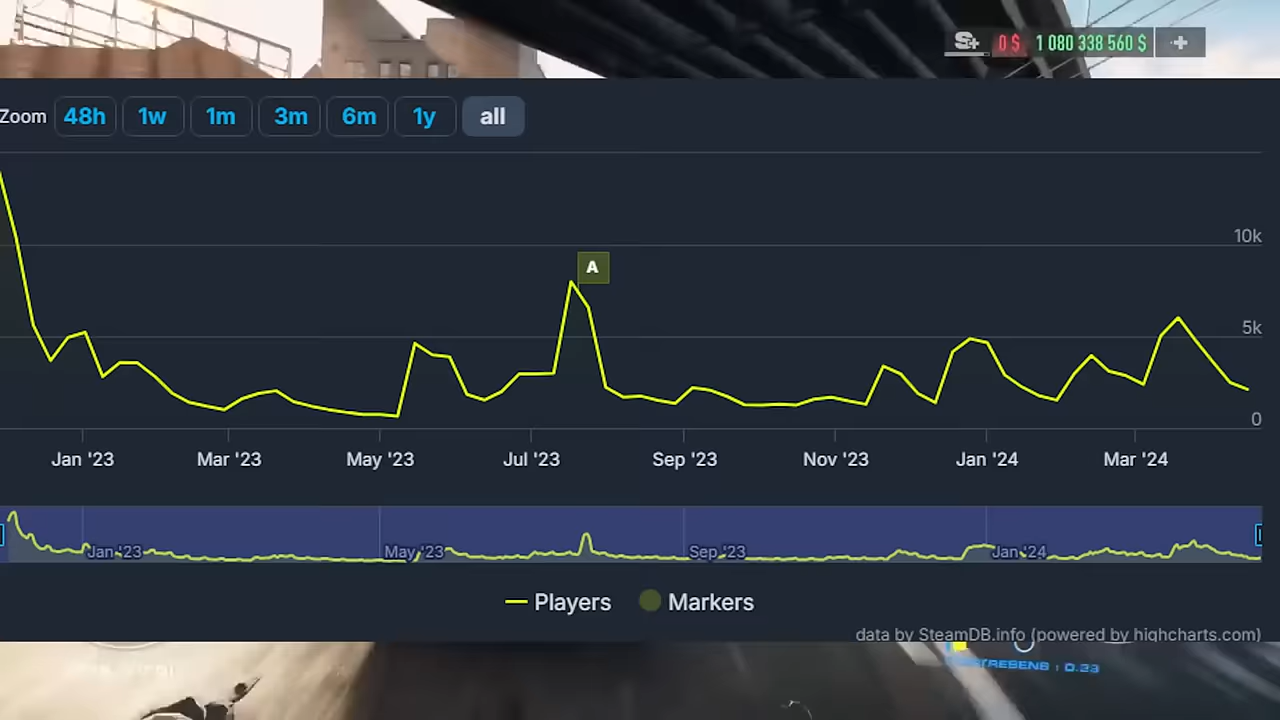 S+ 0 $ 1 080 338 560 $ +
Zoom 48h 1w 1m 3m 6m 1y all
10k
A
5k
0
Jan '23 Mar '23 May '23 Jul '23 Sep '23 Nov '23 Jan '24 Mar '24
Jan '23 May '23 Sep '23 Jan '24
Players Markers
data by SteamDB.info (powered by highcharts.com)
: 0.23